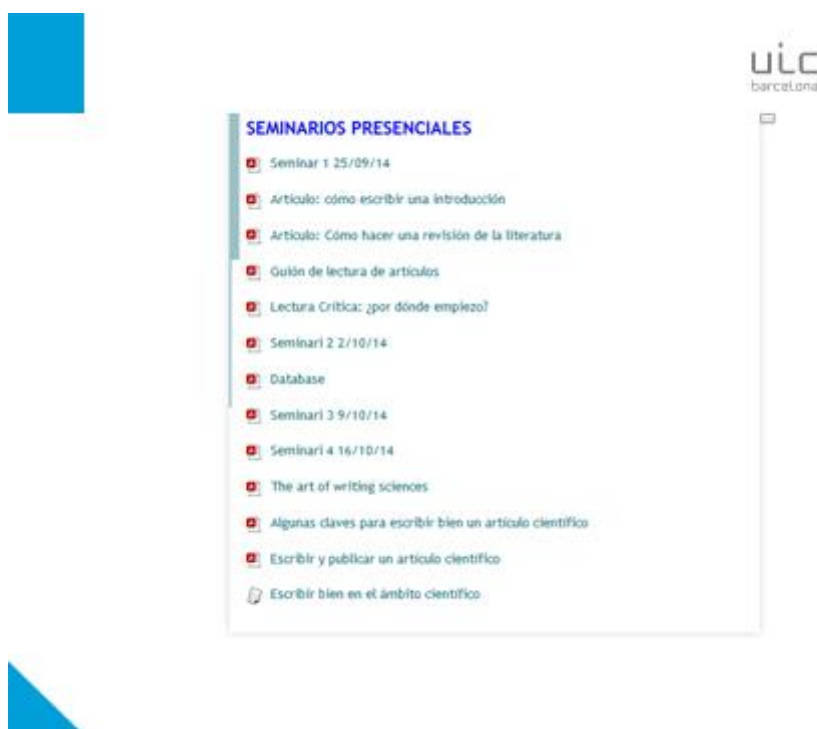 uic
barcelona
SEMINARIOS PRESENCIALES
Seminar 1 25/09/14
Artículo: cómo escribir una introducción
Artículo: Cómo hacer una revisión de la literatura
Guión de lectura de artículos
Lectura Crítica: ¿por dónde empiezo?
Seminari 2 2/10/14
Database
Seminari 3 9/10/14
Seminari 4 16/10/14
The art of writing sciences
Algunas claves para escribir bien un artículo científico
Escribir y publicar un artículo científico
Escribir bien en el ámbito científico